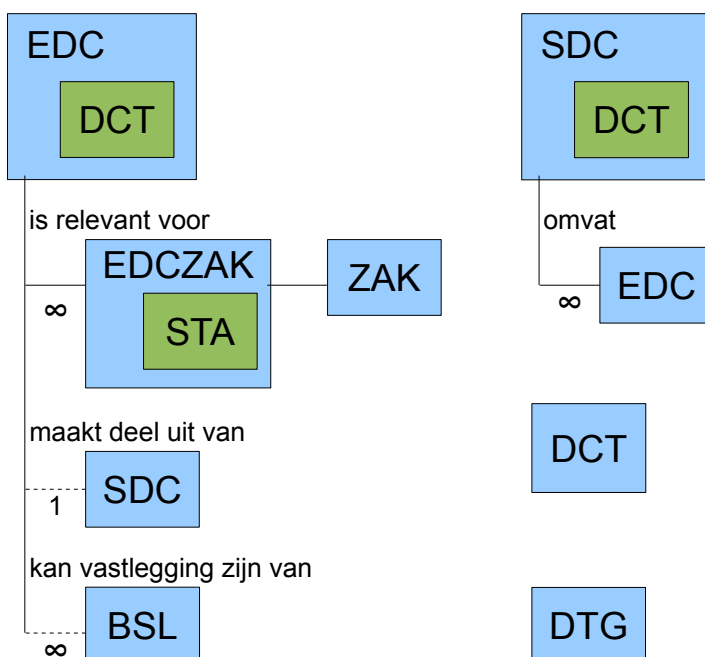 EDC
DCT
is relevant voor
EDCZAK
∞
STA
ZAK
maakt deel uit van
SDC
1
kan vastlegging zijn van
BSL
∞
SDC
DCT
omvat
EDC
∞
DCT
DTG